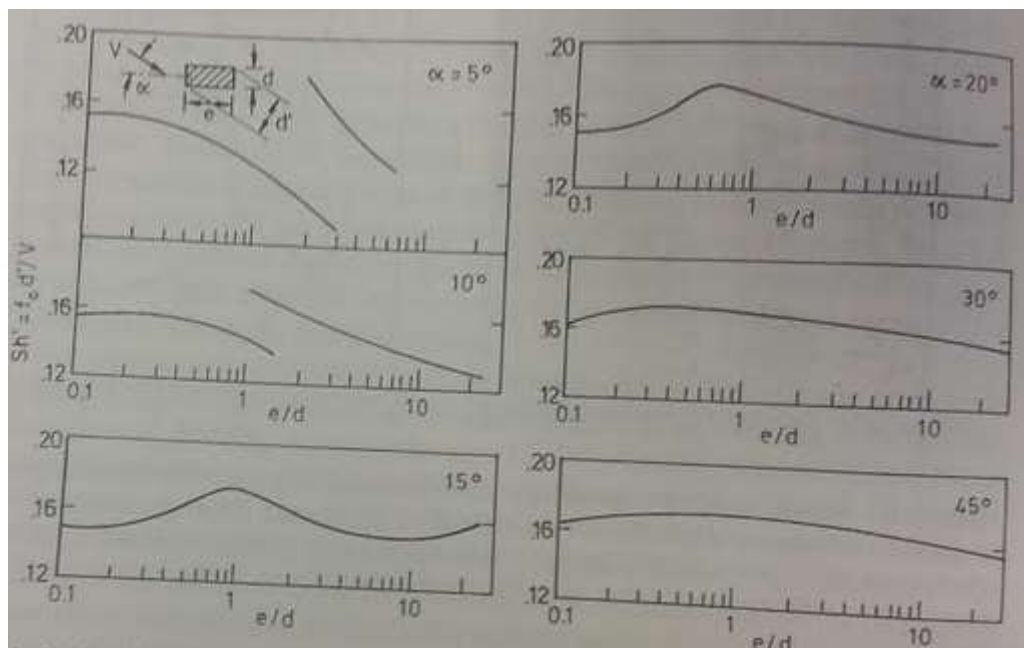 .20
.16
.12
V
α
d
e
d'
α = 5°
.16
.12
10°
0.1
1
10
e/d
Sh' = f₀ d'/V
.20
.16
.12
15°
0.1
1
10
e/d
.20
.16
.12
α = 20°
0.1
1
10
e/d
.20
.16
.12
30°
0.1
1
10
e/d
.20
.16
.12
45°
0.1
1
10
e/d